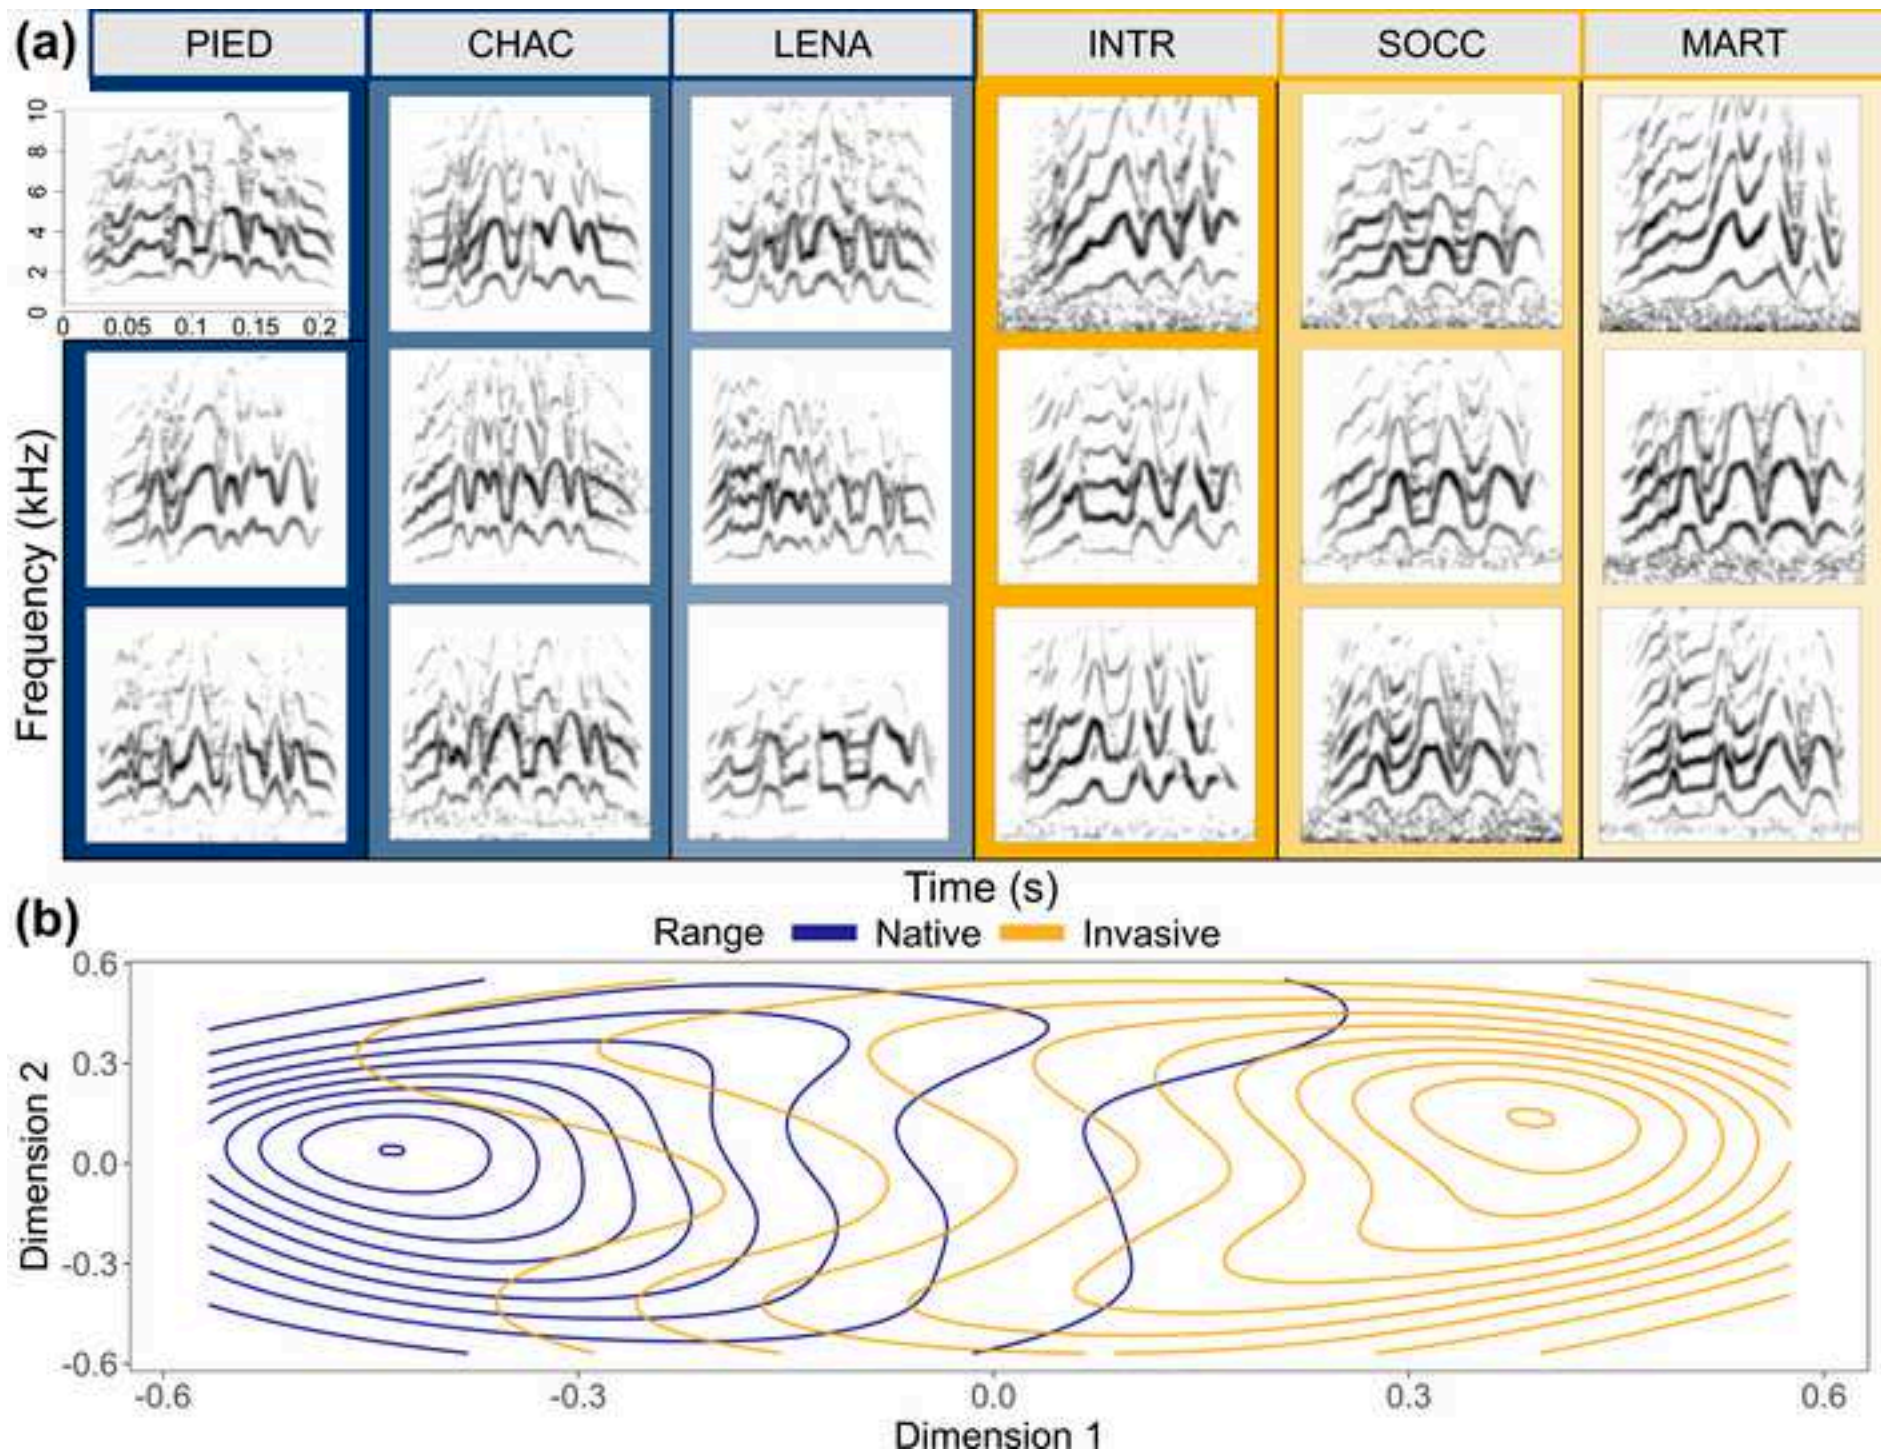 (a) PIED CHAC LENA INTR SOCC MART
10
8
6
4
2
0
0 0.05 0.1 0.15 0.2
Frequency (kHz)
Time (s)
(b)
Range Native Invasive
0.6
0.3
0.0
-0.3
-0.6
Dimension 2
-0.6 -0.3 0.0 0.3 0.6
Dimension 1